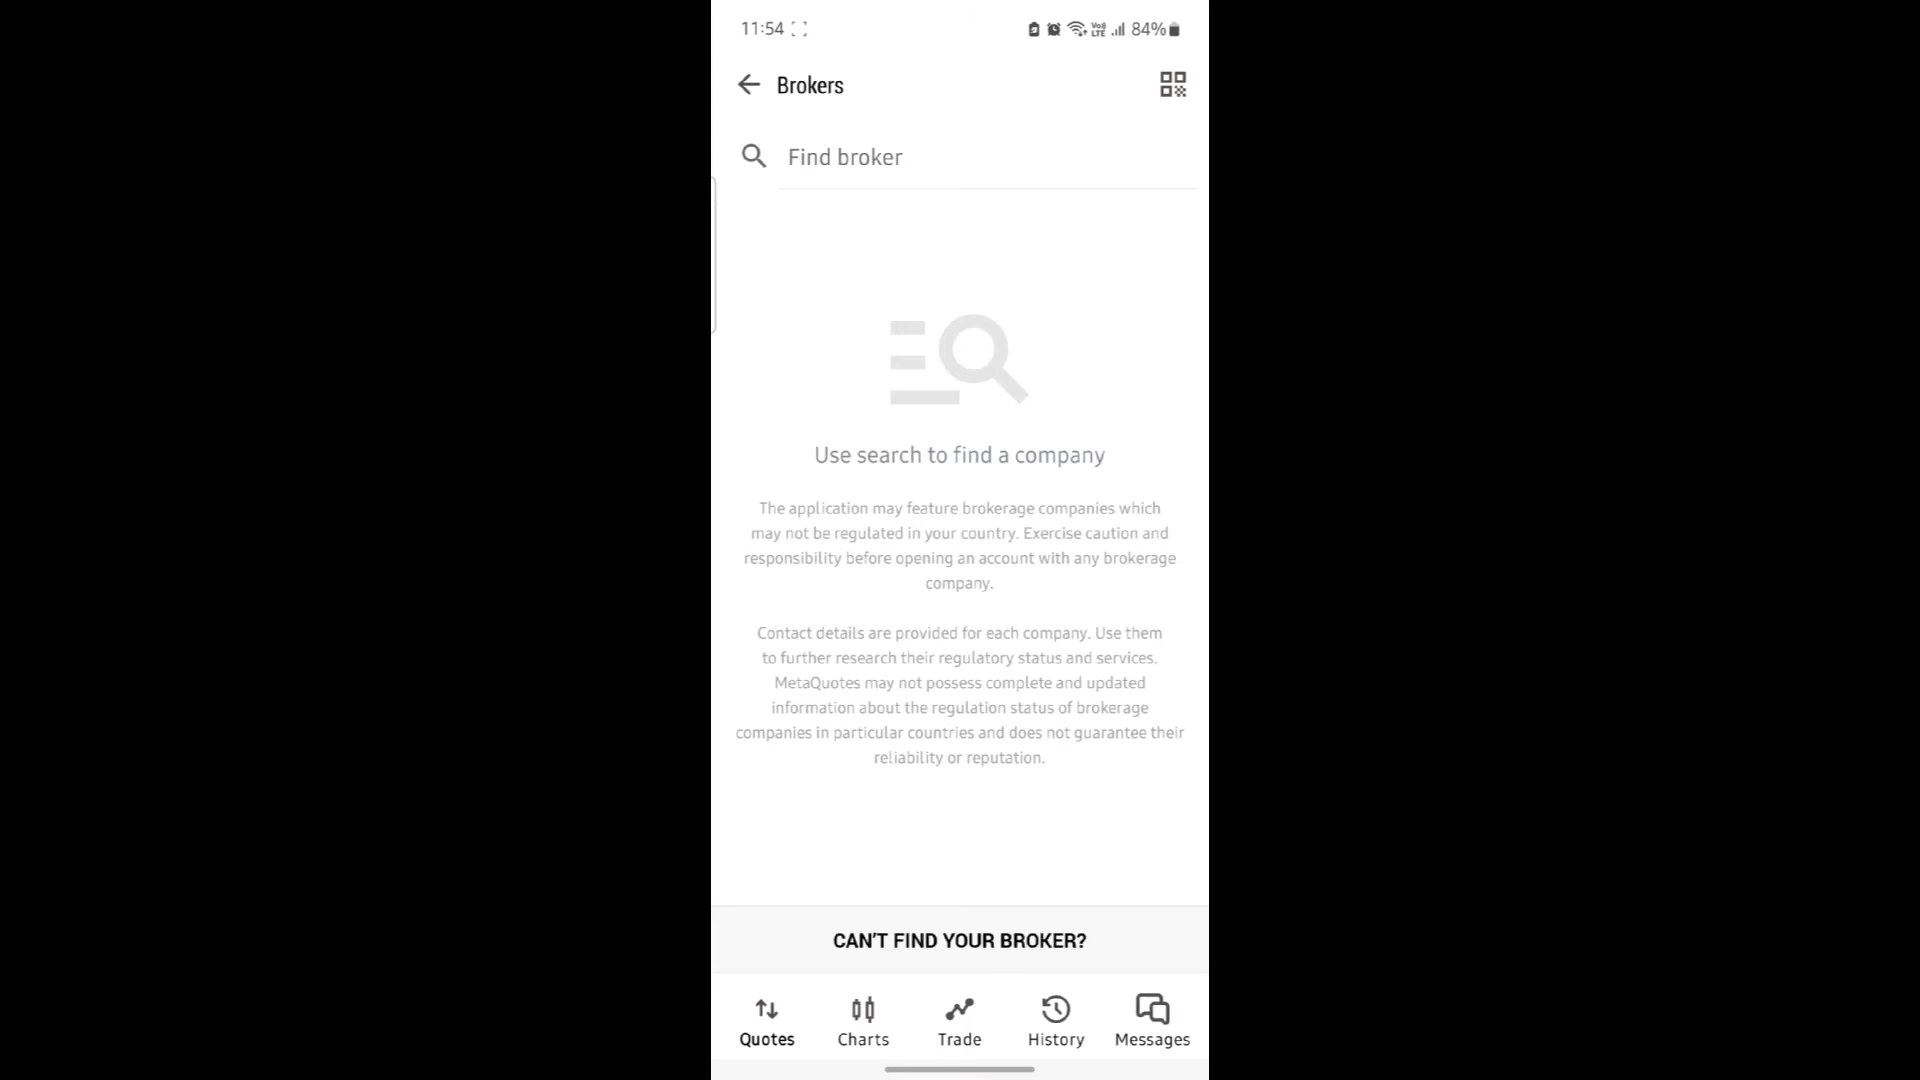 11:54
Vo) LTE 84%
Brokers
Find broker
Use search to find a company
The application may feature brokerage companies which
may not be regulated in your country. Exercise caution and
responsibility before opening an account with any brokerage
company.
Contact details are provided for each company. Use them
to further research their regulatory status and services.
MetaQuotes may not possess complete and updated
information about the regulation status of brokerage
companies in particular countries and does not guarantee their
reliability or reputation.
CAN'T FIND YOUR BROKER?
Quotes Charts Trade History Messages